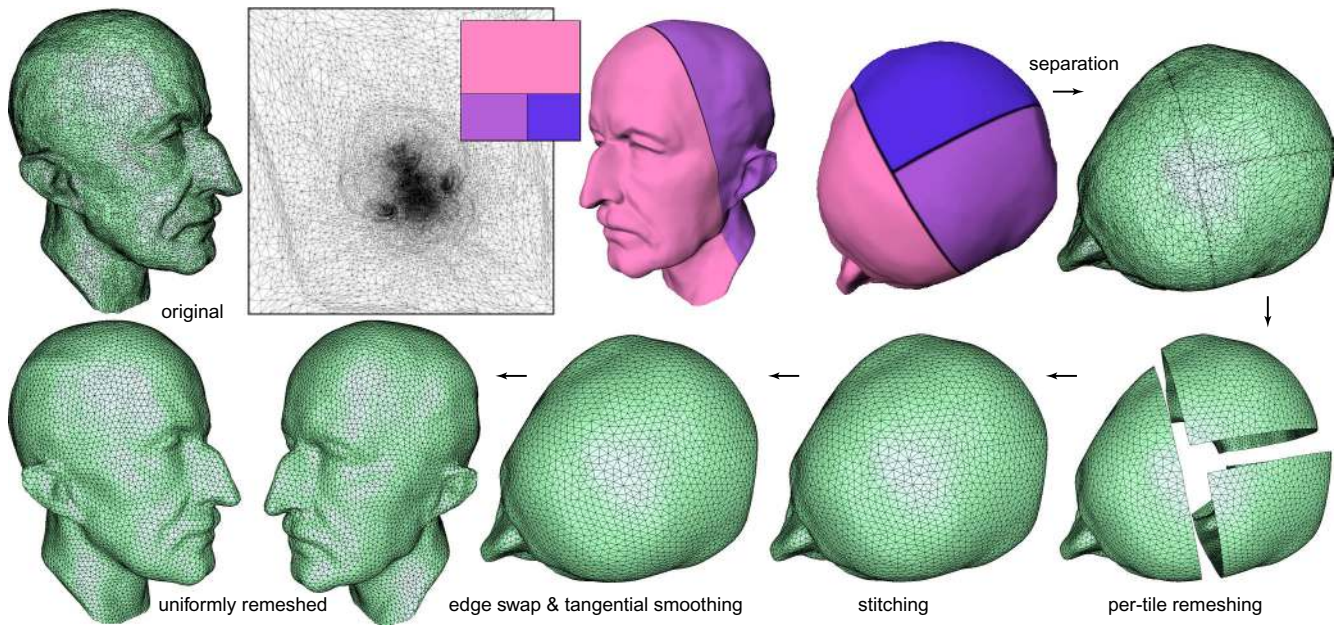 separation
original
uniformly remeshed
edge swap & tangential smoothing
stitching
per-tile remeshing